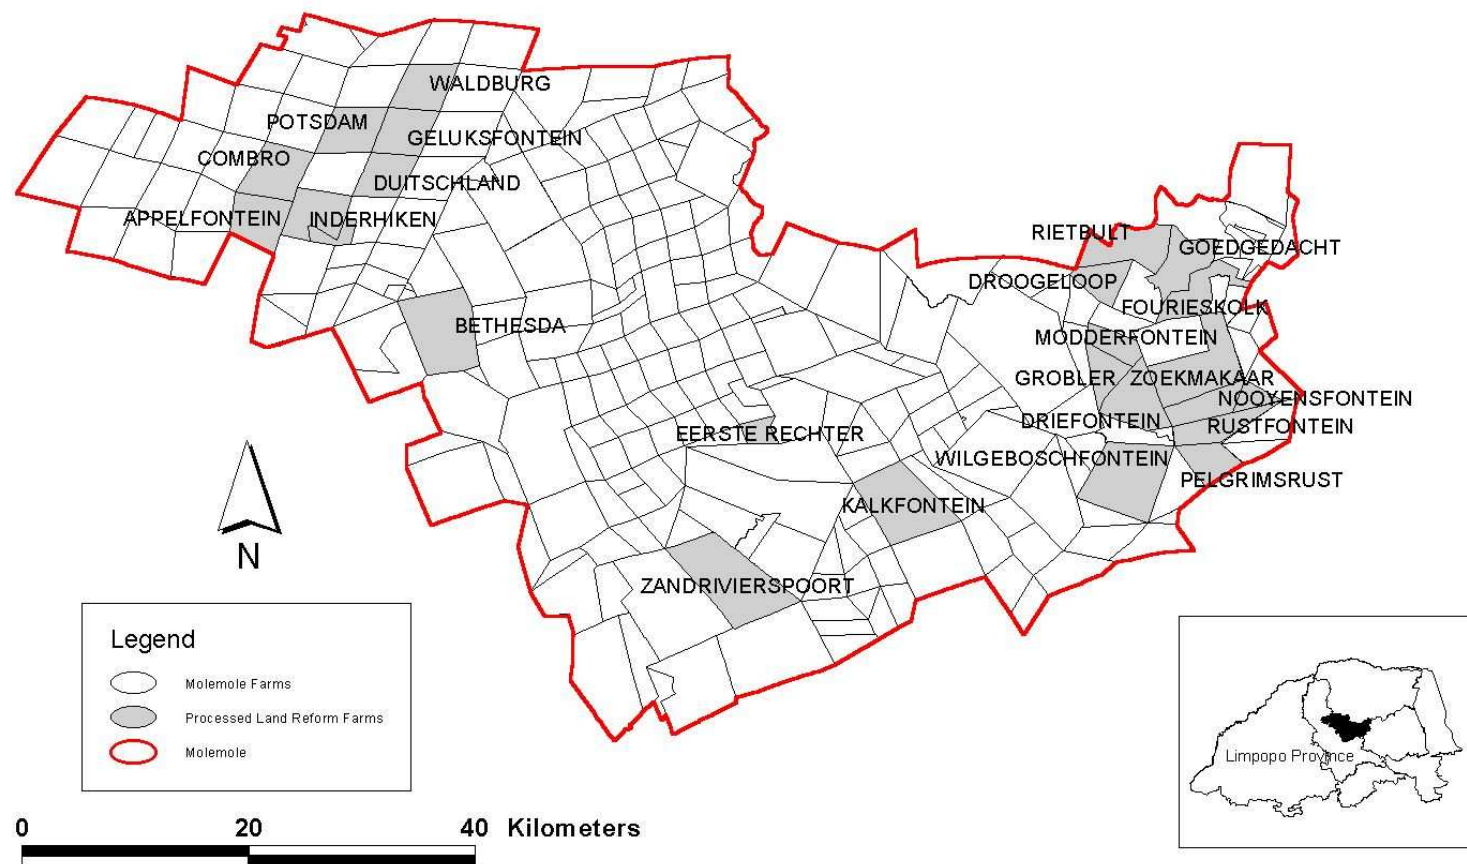 WALDBURG
POTSDAM
GELUKSFONTEIN
COMBRO
DUITSCHLAND
APPELFONTEIN
INDERHIKEN
RIETBULT
GOEDGEDACHT
DROOGELOOP
FOURIESKOLK
BETHESDA
MODDERFONTEIN
GROBLER
ZOEKMAKAAR
NOOYENSFONTEIN
DRIEFONTEIN
RUSTFONTEIN
EERSTE RECHTER
WILGEBOSCHFONTEIN
PELGRIMSRUST
KALKFONTEIN
ZANDRIVIERSPOORT
N
Legend
Molemole Farms
Processed Land Reform Farms
Molemole
Limpopo Province
0 20 40 Kilometers